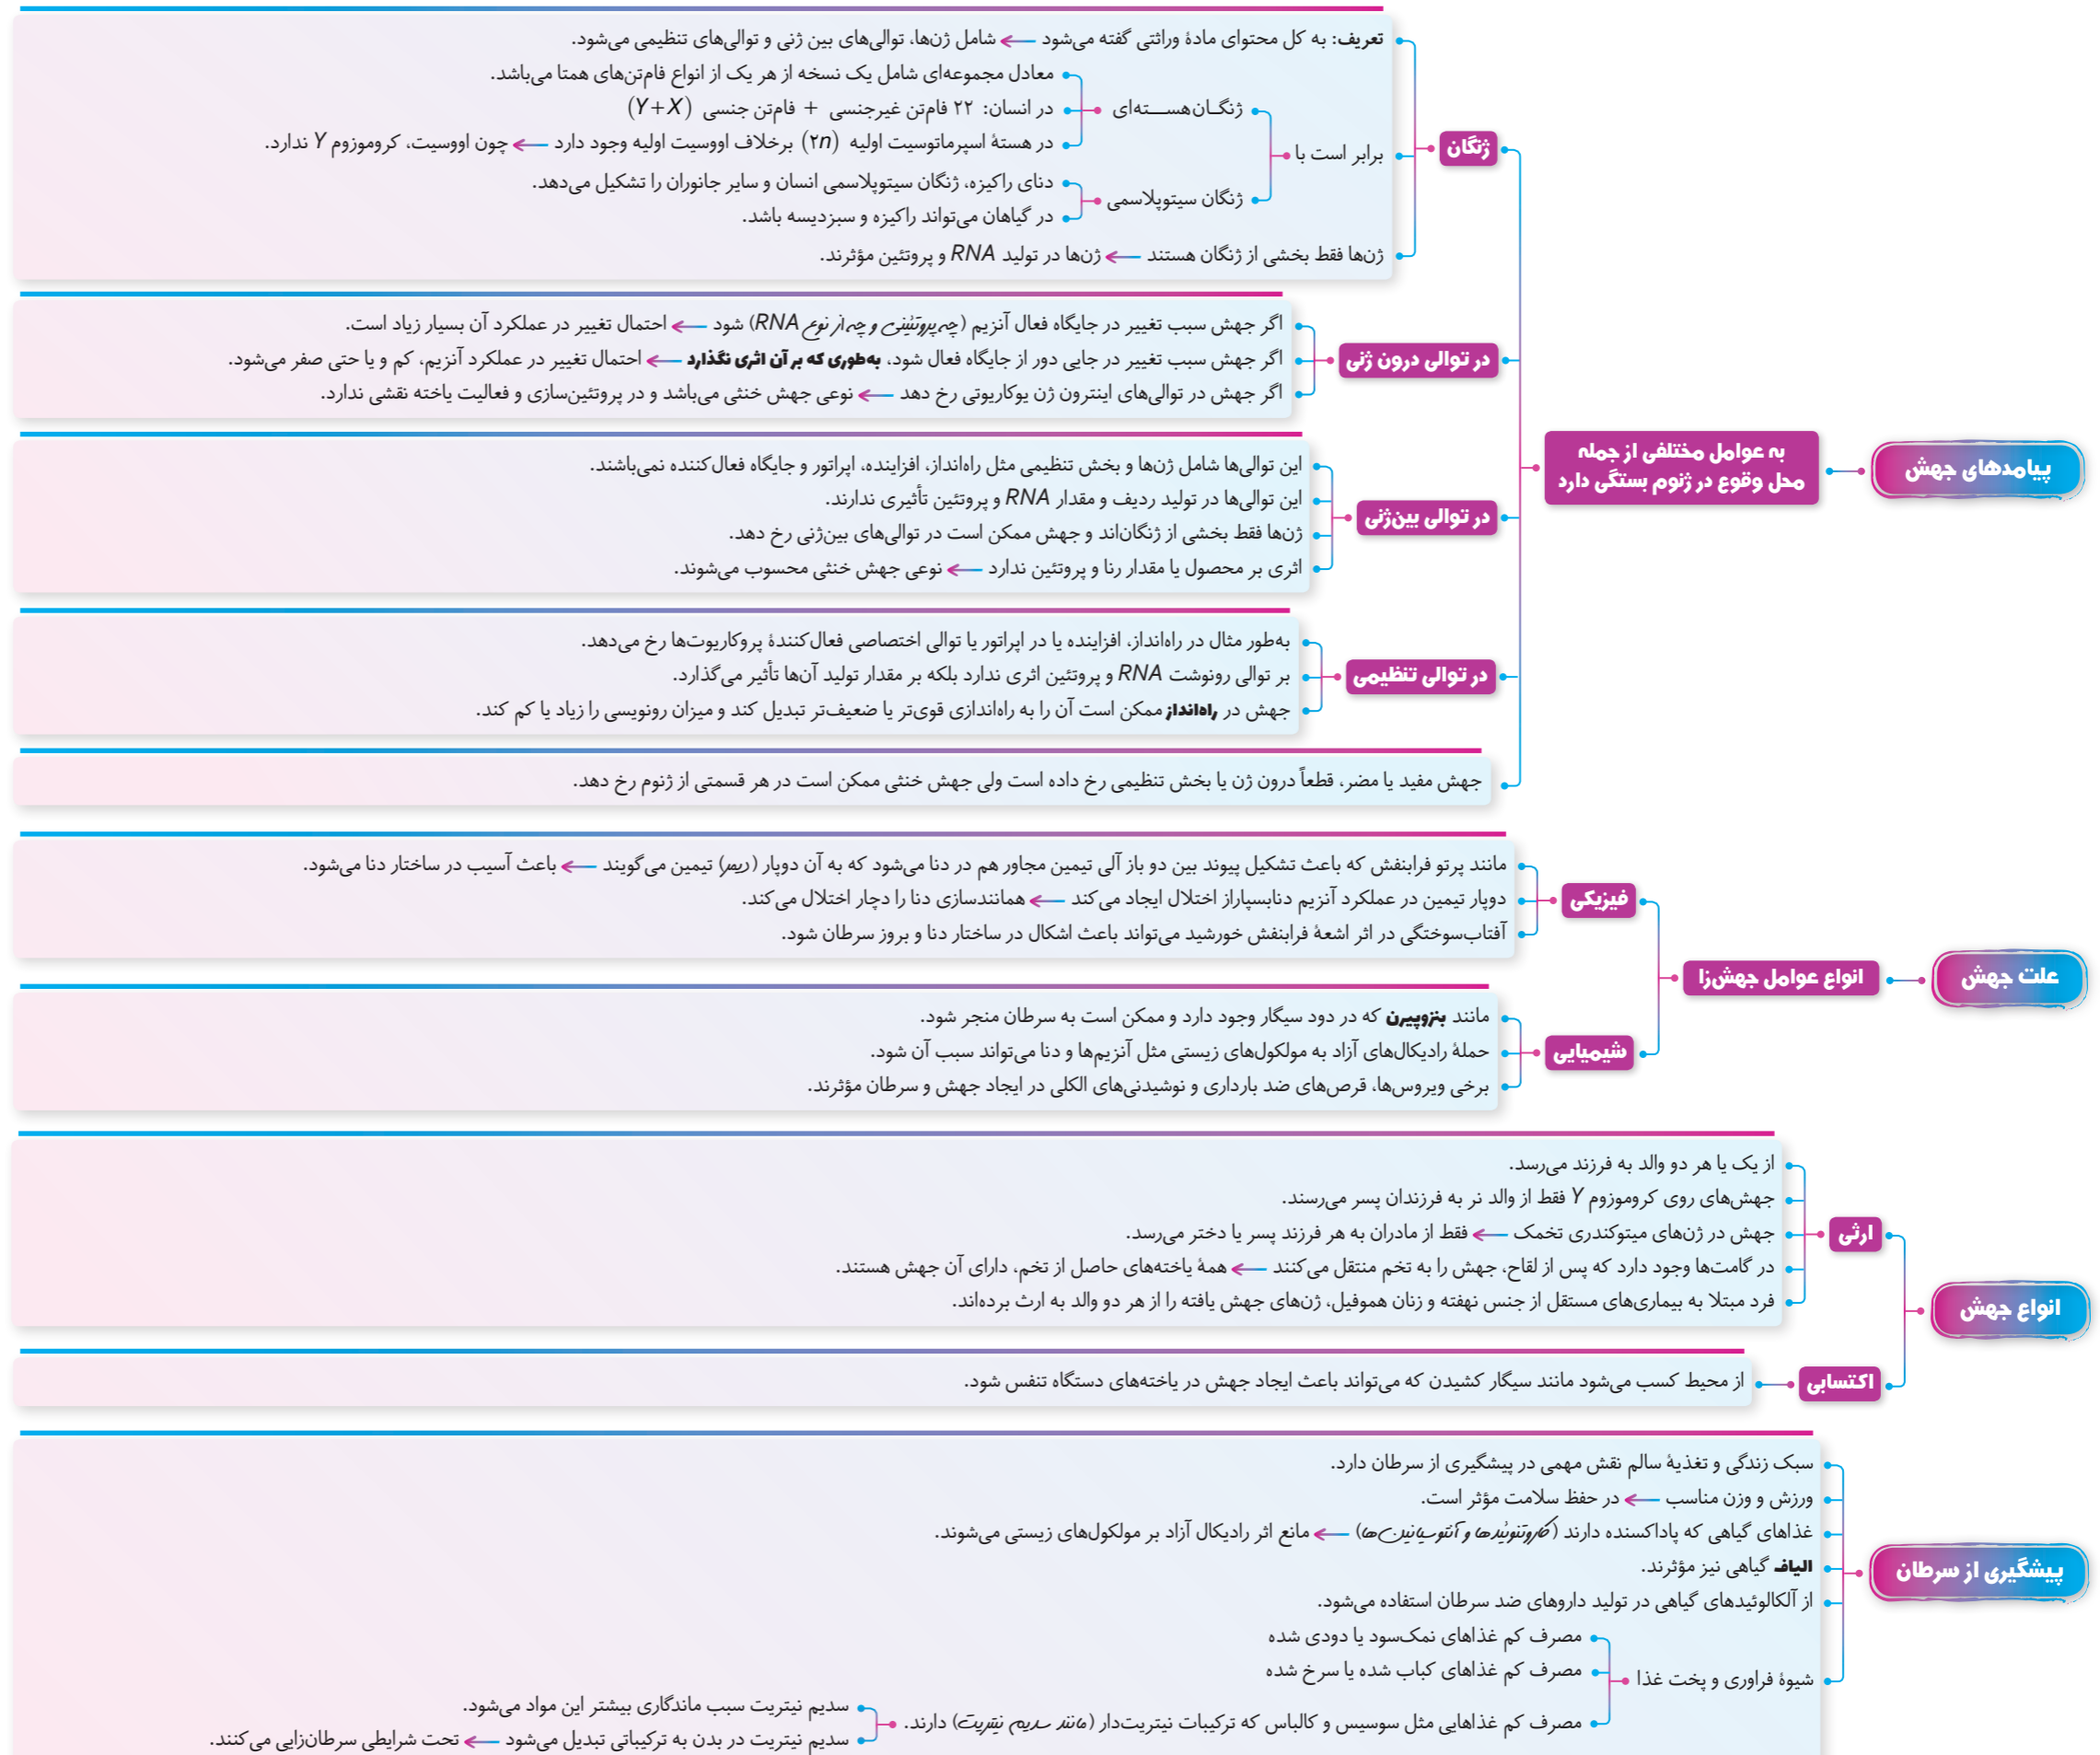 پیامدهای جهش
به عوامل مختلفی از جمله
محل وقوع در ژنوم بستگی دارد
ژنگان
تعریف: به کل محتوای مادهٔ وراثتی گفته می‌شود ← شامل ژن‌ها، توالی‌های بین ژنی و توالی‌های تنظیمی می‌شود.
برابر است با
ژنگان هسته‌ای
معادل مجموعه‌ای شامل یک نسخه از هر یک از انواع فام‌تن‌های همتا می‌باشد.
در انسان: ۲۲ فام‌تن غیرجنسی + فام‌تن جنسی (Y+X)
در هستهٔ اسپرماتوسیت اولیه (۲n) برخلاف اووسیت اولیه وجود دارد ← چون اووسیت، کروموزوم Y ندارد.
ژنگان سیتوپلاسمی
دنای راکیزه، ژنگان سیتوپلاسمی انسان و سایر جانوران را تشکیل می‌دهد.
در گیاهان می‌تواند راکیزه و سبزدیسه باشد.
ژن‌ها فقط بخشی از ژنگان هستند ← ژن‌ها در تولید RNA و پروتئین مؤثرند.
در توالی درون ژنی
اگر جهش سبب تغییر در جایگاه فعال آنزیم (چه پروتئینی و چه از نوع RNA) شود ← احتمال تغییر در عملکرد آن بسیار زیاد است.
اگر جهش سبب تغییر در جایی دور از جایگاه فعال شود، به‌طوری که بر آن اثری نگذارد ← احتمال تغییر در عملکرد آنزیم، کم و یا حتی صفر می‌شود.
اگر جهش در توالی‌های اینترون ژن یوکاریوتی رخ دهد ← نوعی جهش خنثی می‌باشد و در پروتئین‌سازی و فعالیت یاخته نقشی ندارد.
در توالی بین‌ژنی
این توالی‌ها شامل ژن‌ها و بخش تنظیمی مثل راه‌انداز، افزاینده، اپراتور و جایگاه فعال‌کننده نمی‌باشند.
این توالی‌ها در تولید ردیف و مقدار RNA و پروتئین تأثیری ندارند.
ژن‌ها فقط بخشی از ژنگان‌اند و جهش ممکن است در توالی‌های بین‌ژنی رخ دهد.
اثری بر محصول یا مقدار رنا و پروتئین ندارد ← نوعی جهش خنثی محسوب می‌شوند.
در توالی تنظیمی
به‌طور مثال در راه‌انداز، افزاینده یا در اپراتور یا توالی اختصاصی فعال‌کنندهٔ پروکاریوت‌ها رخ می‌دهد.
بر توالی رونوشت RNA و پروتئین اثری ندارد بلکه بر مقدار تولید آن‌ها تأثیر می‌گذارد.
جهش در راه‌انداز ممکن است آن را به راه‌اندازی قوی‌تر یا ضعیف‌تر تبدیل کند و میزان رونویسی را زیاد یا کم کند.
جهش مفید یا مضر، قطعاً درون ژن یا بخش تنظیمی رخ داده است ولی جهش خنثی ممکن است در هر قسمتی از ژنوم رخ دهد.
علت جهش
انواع عوامل جهش‌زا
فیزیکی
مانند پرتو فرابنفش که باعث تشکیل پیوند بین دو باز آلی تیمین مجاور هم در دنا می‌شود که به آن دوپار (دیمر) تیمین می‌گویند ← باعث آسیب در ساختار دنا می‌شود.
دوپار تیمین در عملکرد آنزیم دنابسپاراز اختلال ایجاد می‌کند ← همانندسازی دنا را دچار اختلال می‌کند.
آفتاب‌سوختگی در اثر اشعهٔ فرابنفش خورشید می‌تواند باعث اشکال در ساختار دنا و بروز سرطان شود.
شیمیایی
مانند بنزوپیرن که در دود سیگار وجود دارد و ممکن است به سرطان منجر شود.
حملهٔ رادیکال‌های آزاد به مولکول‌های زیستی مثل آنزیم‌ها و دنا می‌تواند سبب آن شود.
برخی ویروس‌ها، قرص‌های ضد بارداری و نوشیدنی‌های الکلی در ایجاد جهش و سرطان مؤثرند.
انواع جهش
ارثی
از یک یا هر دو والد به فرزند می‌رسد.
جهش‌های روی کروموزوم Y فقط از والد نر به فرزندان پسر می‌رسند.
جهش در ژن‌های میتوکندری تخمک ← فقط از مادران به هر فرزند پسر یا دختر می‌رسد.
در گامت‌ها وجود دارد که پس از لقاح، جهش را به تخم منتقل می‌کنند ← همهٔ یاخته‌های حاصل از تخم، دارای آن جهش هستند.
فرد مبتلا به بیماری‌های مستقل از جنس نهفته و زنان هموفیل، ژن‌های جهش یافته را از هر دو والد به ارث برده‌اند.
اکتسابی
از محیط کسب می‌شود مانند سیگار کشیدن که می‌تواند باعث ایجاد جهش در یاخته‌های دستگاه تنفس شود.
پیشگیری از سرطان
سبک زندگی و تغذیهٔ سالم نقش مهمی در پیشگیری از سرطان دارد.
ورزش و وزن مناسب ← در حفظ سلامت مؤثر است.
غذاهای گیاهی که پاداکسنده دارند (کاروتنوئیدها و آنتوسیانین‌ها) ← مانع اثر رادیکال آزاد بر مولکول‌های زیستی می‌شوند.
الیاف گیاهی نیز مؤثرند.
از آلکالوئیدهای گیاهی در تولید داروهای ضد سرطان استفاده می‌شود.
شیوهٔ فراوری و پخت غذا
مصرف کم غذاهای نمک‌سود یا دودی شده
مصرف کم غذاهای کباب شده یا سرخ شده
مصرف کم غذاهایی مثل سوسیس و کالباس که ترکیبات نیتریت‌دار (مانند سدیم نیتریت) دارند.
سدیم نیتریت سبب ماندگاری بیشتر این مواد می‌شود.
سدیم نیتریت در بدن به ترکیباتی تبدیل می‌شود ← تحت شرایطی سرطان‌زایی می‌کنند.